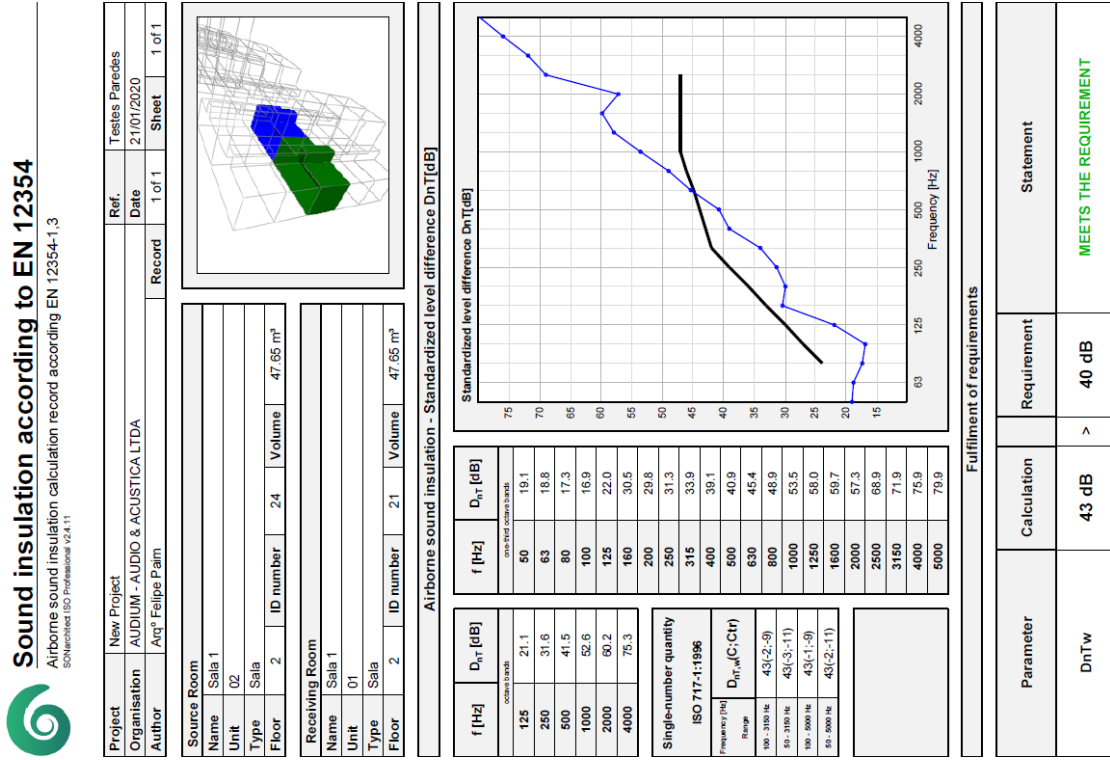 Sound insulation according to EN 12354
Airborne sound insulation calculation record according EN 12354-1,3
SONarchitect ISO Professional v2.4.11
Project New Project Ref. Testes Paredes
Organisation AUDIUM - AUDIO & ACUSTICA LTDA Date 21/01/2020
Author Arqº Felipe Paim Record 1 of 1 Sheet 1 of 1
Source Room
Name Sala 1
Unit 02
Type Sala
Floor 2 ID number 24 Volume 47.65 m³
Receiving Room
Name Sala 1
Unit 01
Type Sala
Floor 2 ID number 21 Volume 47.65 m³
Airborne sound insulation - Standardized level difference DnT[dB]
f [Hz] DnT [dB]
octave bands
125 21.1
250 31.6
500 41.5
1000 52.6
2000 60.2
4000 75.3
Single-number quantity
ISO 717-1:1996
Frequency [Hz] Range DnT,w(C;Ctr)
100 - 3150 Hz 43(-2;-9)
50 - 3150 Hz 43(-3;-11)
100 - 5000 Hz 43(-1;-9)
50 - 5000 Hz 43(-2;-11)
f [Hz] DnT [dB]
one-third octave bands
50 19.1
63 18.8
80 17.3
100 16.9
125 22.0
160 30.5
200 29.8
250 31.3
315 33.9
400 39.1
500 40.9
630 45.4
800 48.9
1000 53.5
1250 58.0
1600 59.7
2000 57.3
2500 68.9
3150 71.9
4000 75.9
5000 79.9
Standardized level difference DnT[dB]
75
70
65
60
55
50
45
40
35
30
25
20
15
63 125 250 500 1000 2000 4000
Frequency [Hz]
Fulfilment of requirements
Parameter Calculation Requirement Statement
DnTw 43 dB > 40 dB MEETS THE REQUIREMENT